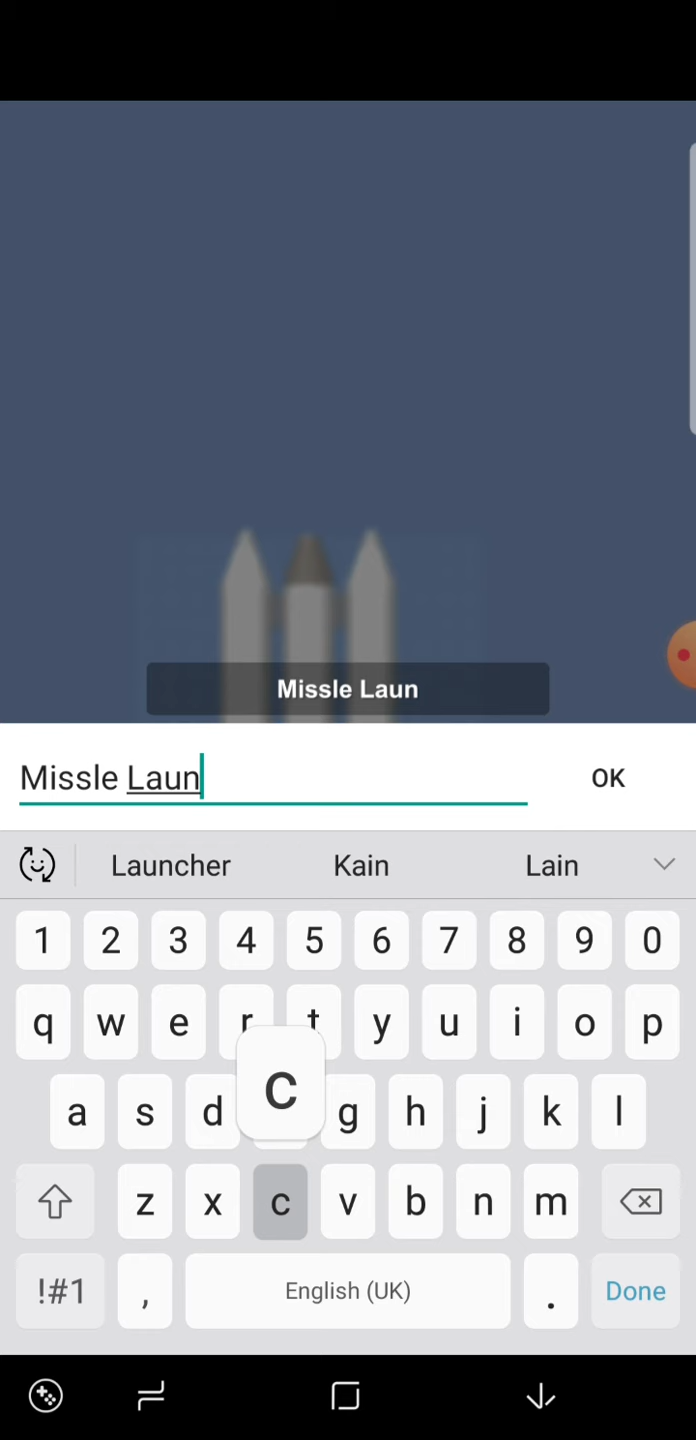 Missle Laun
Missle Laun OK
Launcher Kain Lain
1 2 3 4 5 6 7 8 9 0
q w e r t y u i o p
C
a s d g h j k l
z x c v b n m
!#1 , English (UK) . Done